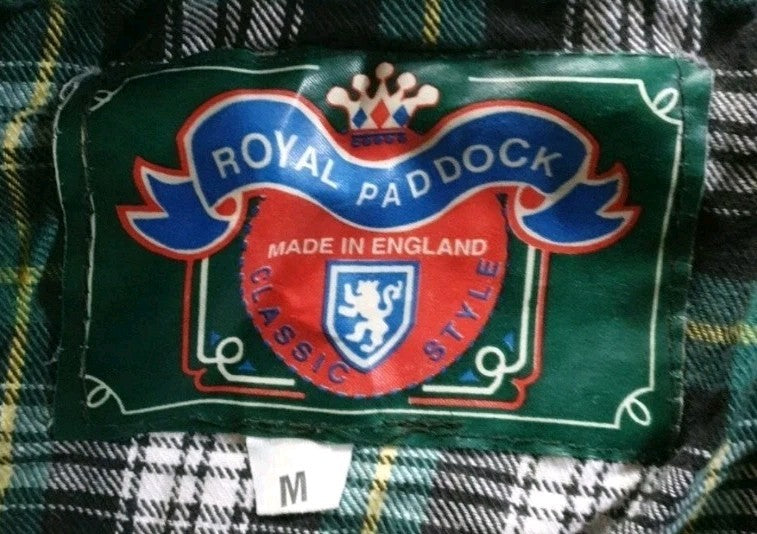 ROYAL PADDOCK
MADE IN ENGLAND
CLASSIC STYLE
M